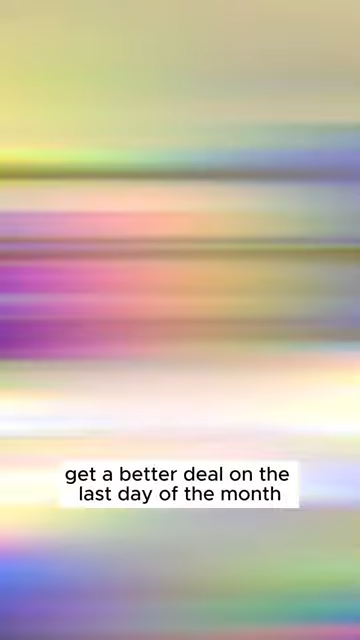 get a better deal on the
last day of the month